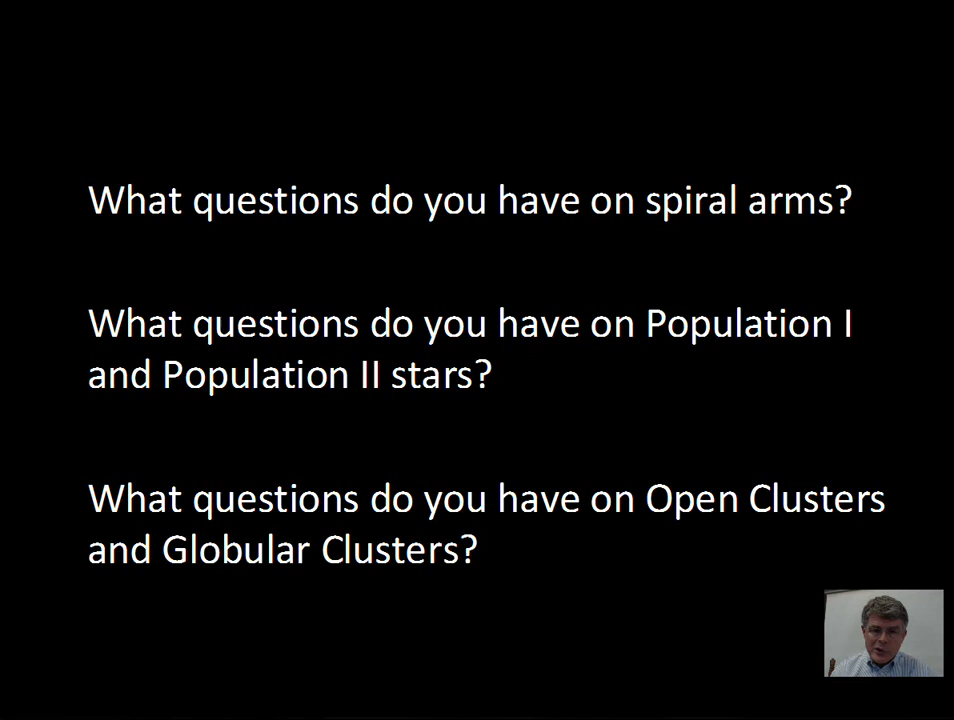 What questions do you have on spiral arms?
What questions do you have on Population I
and Population II stars?
What questions do you have on Open Clusters
and Globular Clusters?